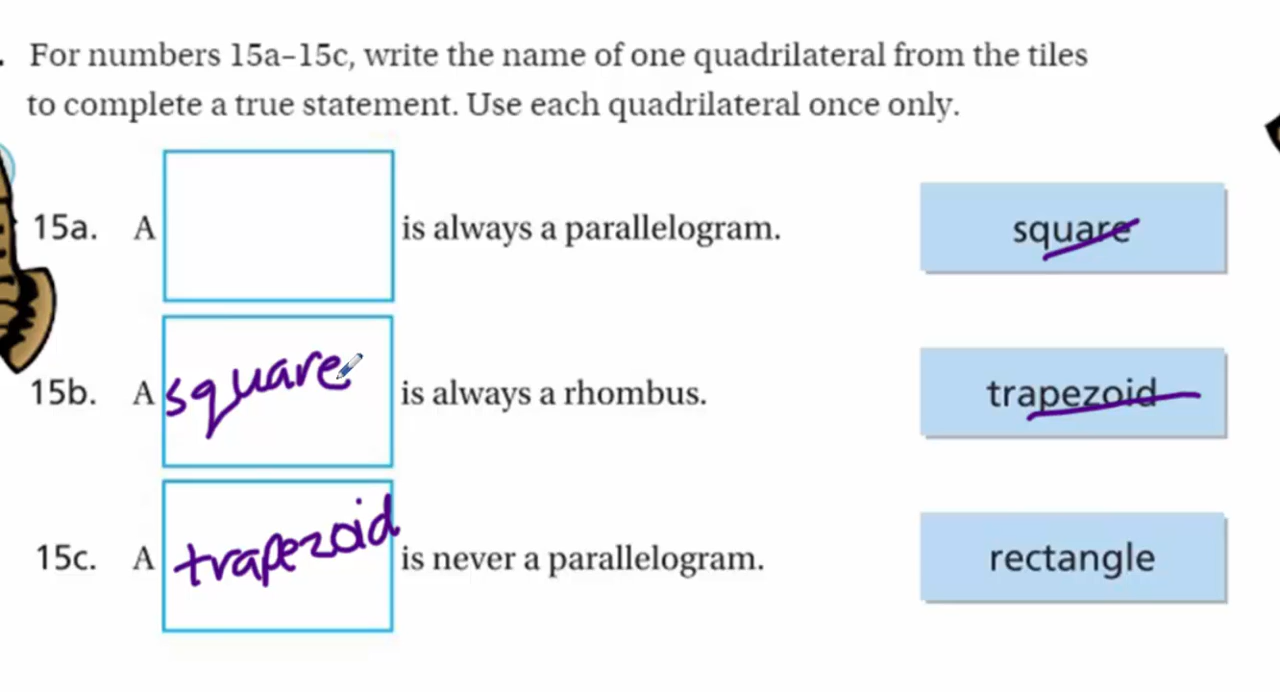 . For numbers 15a–15c, write the name of one quadrilateral from the tiles
to complete a true statement. Use each quadrilateral once only.
15a. A is always a parallelogram. square
15b. A square is always a rhombus. trapezoid
15c. A trapezoid is never a parallelogram. rectangle